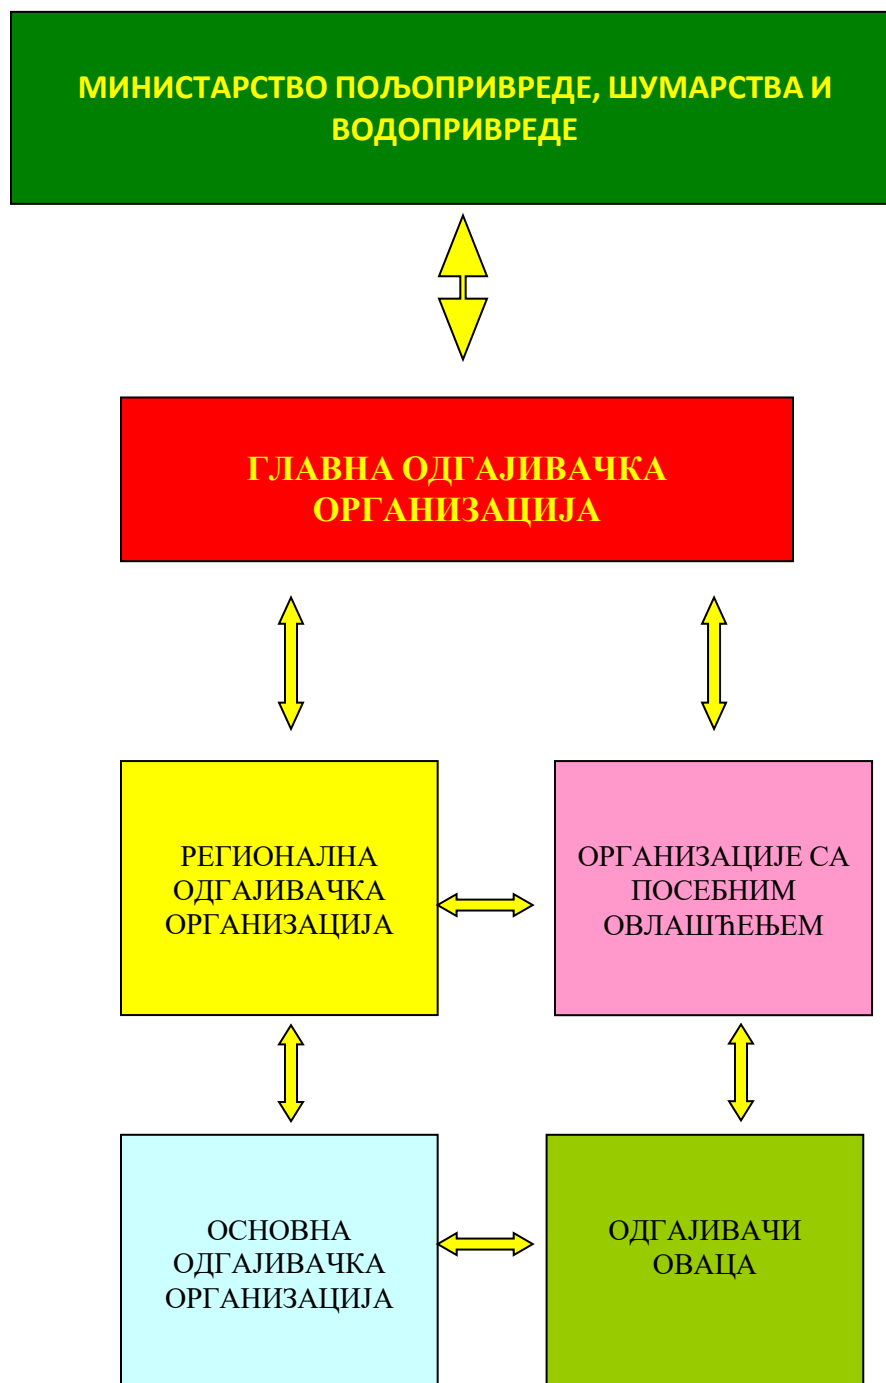 МИНИСТАРСТВО ПОЉОПРИВРЕДЕ, ШУМАРСТВА И
ВОДОПРИВРЕДЕ
ГЛАВНА ОДГАЈИВАЧКА
ОРГАНИЗАЦИЈА
РЕГИОНАЛНА
ОДГАЈИВАЧКА
ОРГАНИЗАЦИЈА
ОРГАНИЗАЦИЈЕ СА
ПОСЕБНИМ
ОВЛАШЋЕЊЕМ
ОСНОВНА
ОДГАЈИВАЧКА
ОРГАНИЗАЦИЈА
ОДГАЈИВАЧИ
ОВАЦА